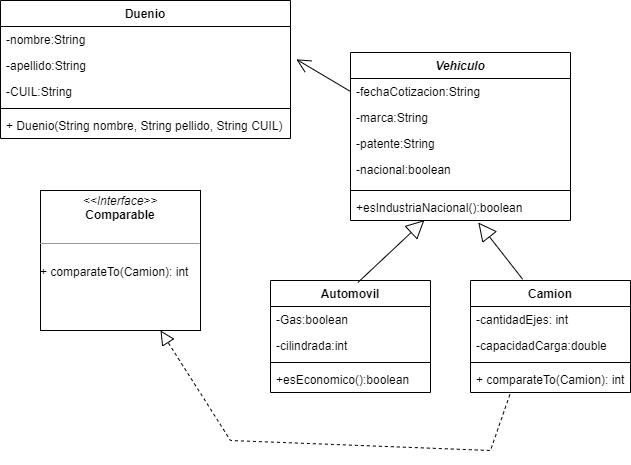 Duenio
-nombre:String
-apellido:String
-CUIL:String
+ Duenio(String nombre, String pellido, String CUIL)
Vehiculo
-fechaCotizacion:String
-marca:String
-patente:String
-nacional:boolean
+esIndustriaNacional():boolean
<<Interface>>
Comparable
+ comparateTo(Camion): int
Automovil
-Gas:boolean
-cilindrada:int
+esEconomico():boolean
Camion
-cantidadEjes: int
-capacidadCarga:double
+ comparateTo(Camion): int